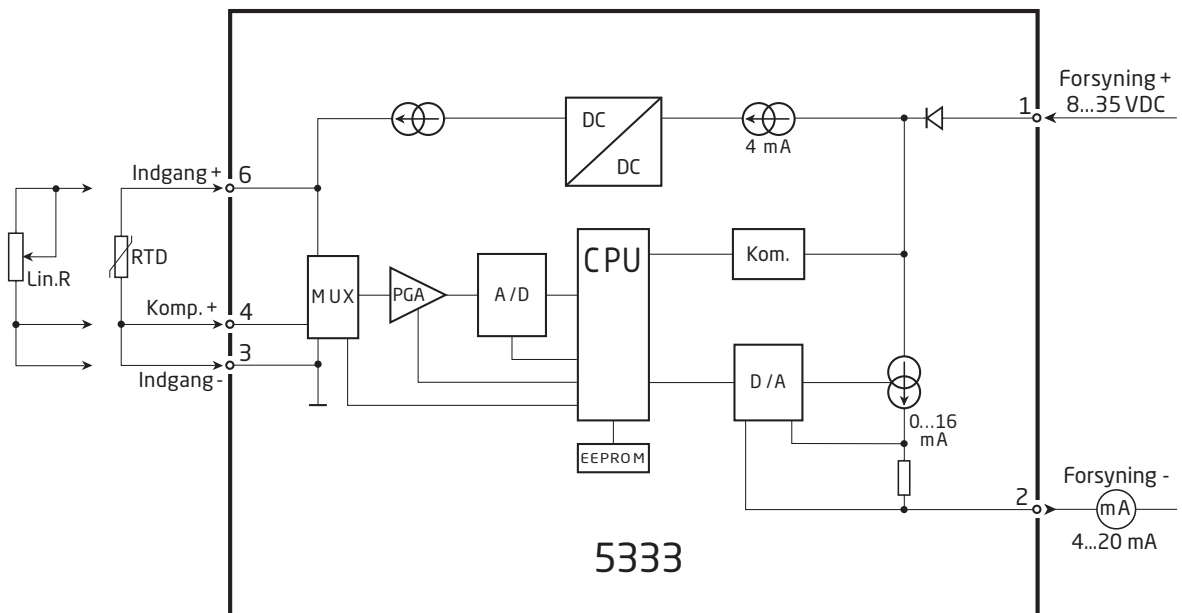 Forsyning +
8...35 VDC
1
DC
DC
4 mA
Indgang +
6
RTD
Lin.R
CPU
Kom.
MUX
PGA
A/D
Komp. +
4
3
Indgang -
D/A
0...16
mA
EEPROM
Forsyning -
2
mA
4...20 mA
5333